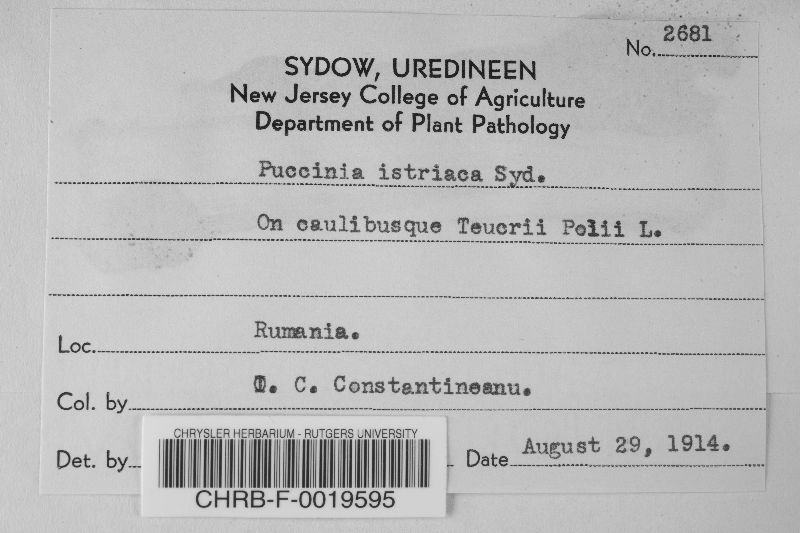 No. 2681
SYDOW, UREDINEEN
New Jersey College of Agriculture
Department of Plant Pathology
Puccinia istriaca Syd.
On caulibusque Teucrii Polii L.
Loc. Rumania.
Col. by C. Constantineanu.
Det. by
Date August 29, 1914.
CHRYSLER HERBARIUM - RUTGERS UNIVERSITY
CHRB-F-0019595